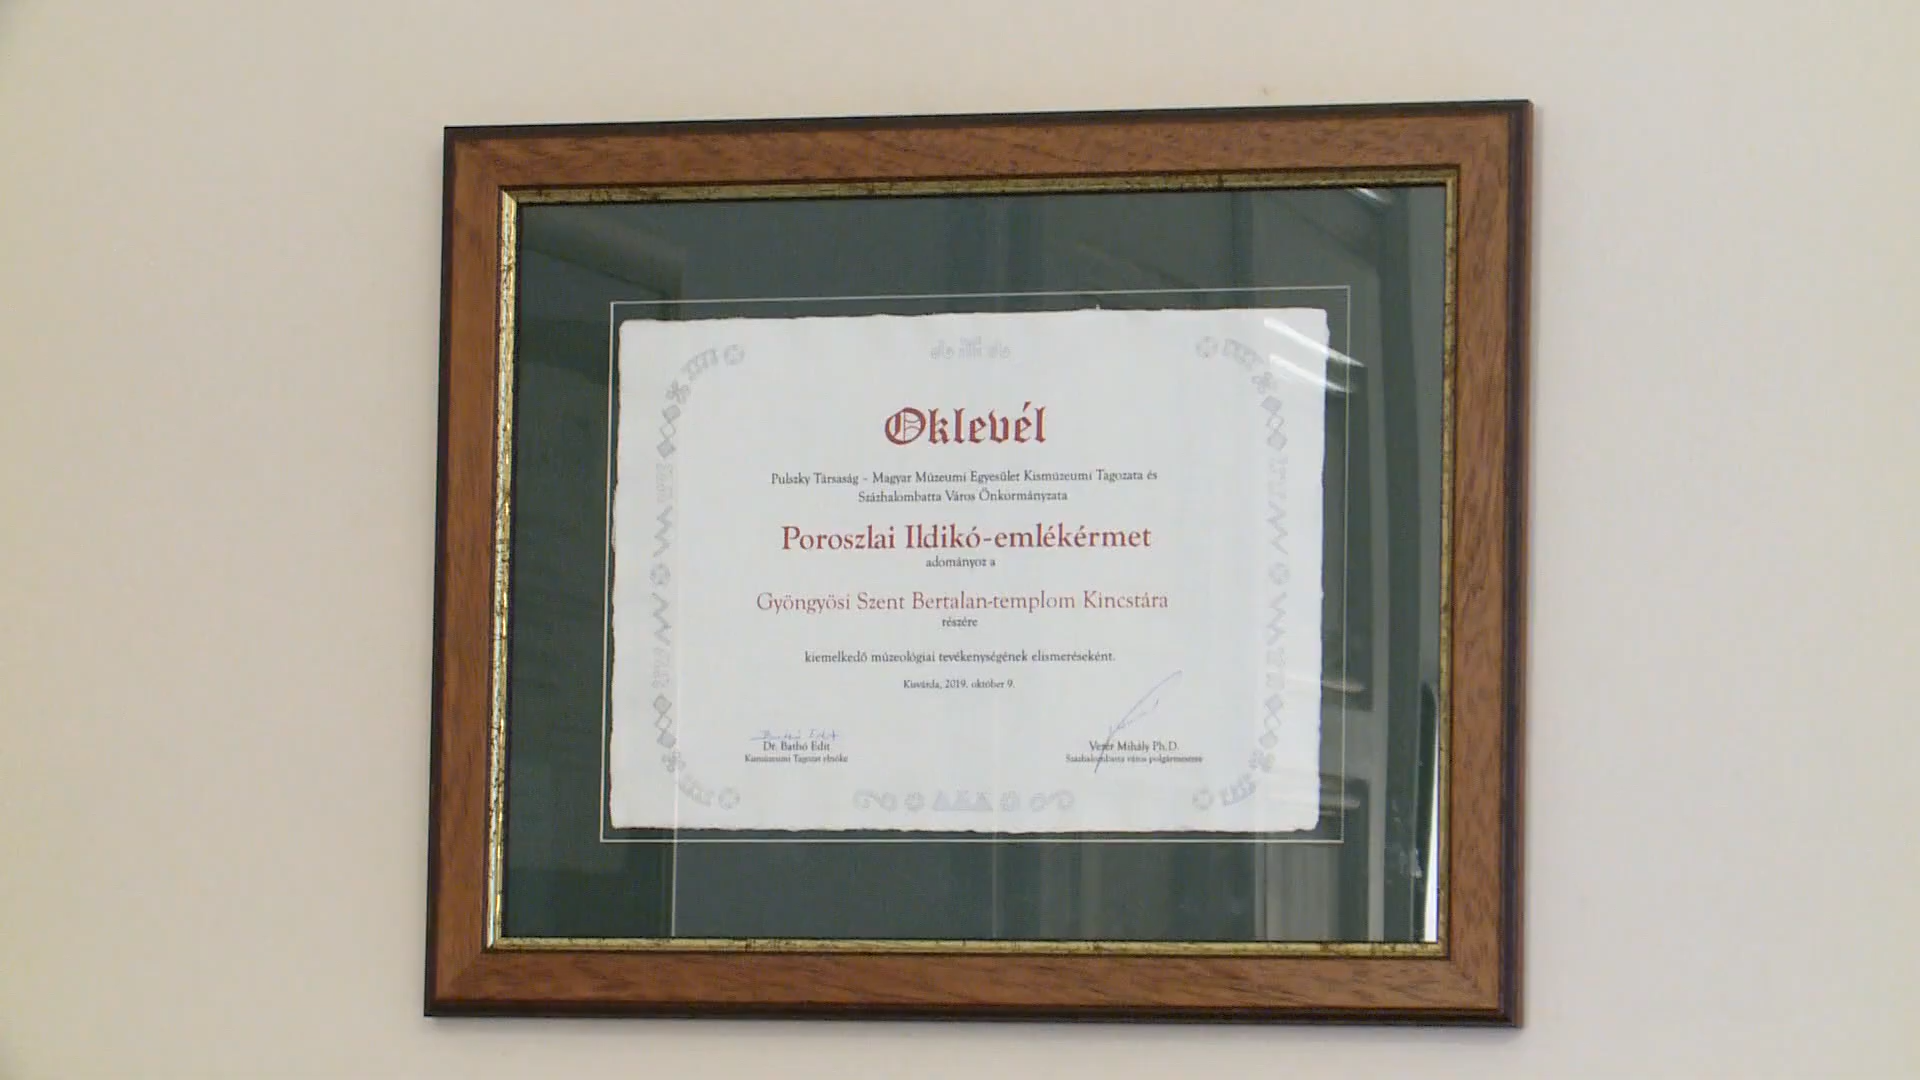 Oklevél
Pulszky Társaság – Magyar Múzeumi Egyesület Kismúzeumi Tagozata és
Százhalombatta Város Önkormányzata
Poroszlai Ildikó-emlékérmet
adományoz a
Gyöngyösi Szent Bertalan-templom Kincstára
részére
kiemelkedő múzeológiai tevékenységének elismeréseként.
Kisvárda, 2019. október 9.
Bathó Edit
Dr. Bathó Edit
Kismúzeumi Tagozat elnöke
Vezér Mihály Ph.D.
Százhalombatta város polgármestere